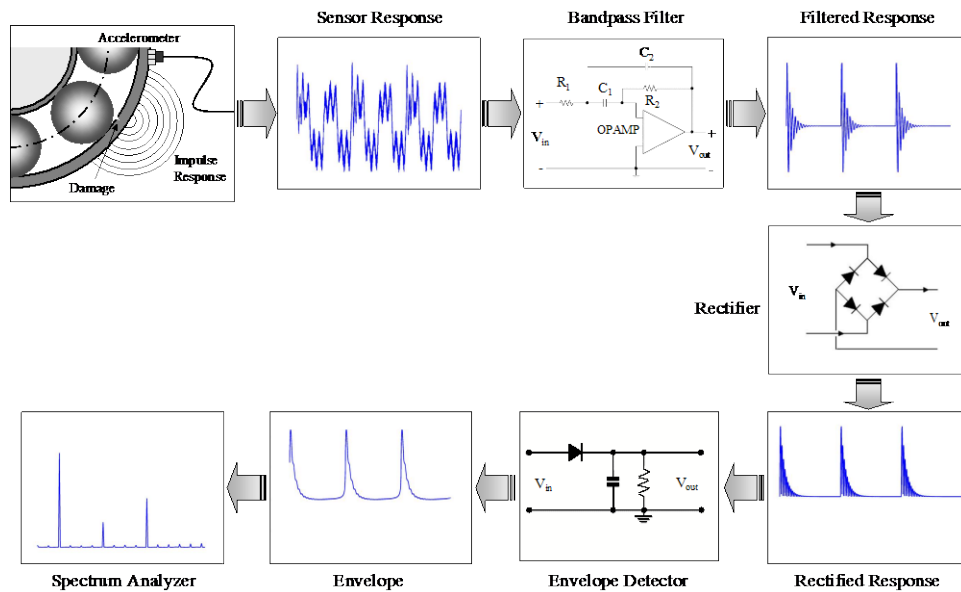 Sensor Response
Bandpass Filter
Filtered Response
Accelerometer
Impulse
Response
Damage
C2
R1
C1
R2
+
Vin
-
OPAMP
+
Vout
-
Rectifier
Vin
Vout
Vin
Vout
Spectrum Analyzer
Envelope
Envelope Detector
Rectified Response